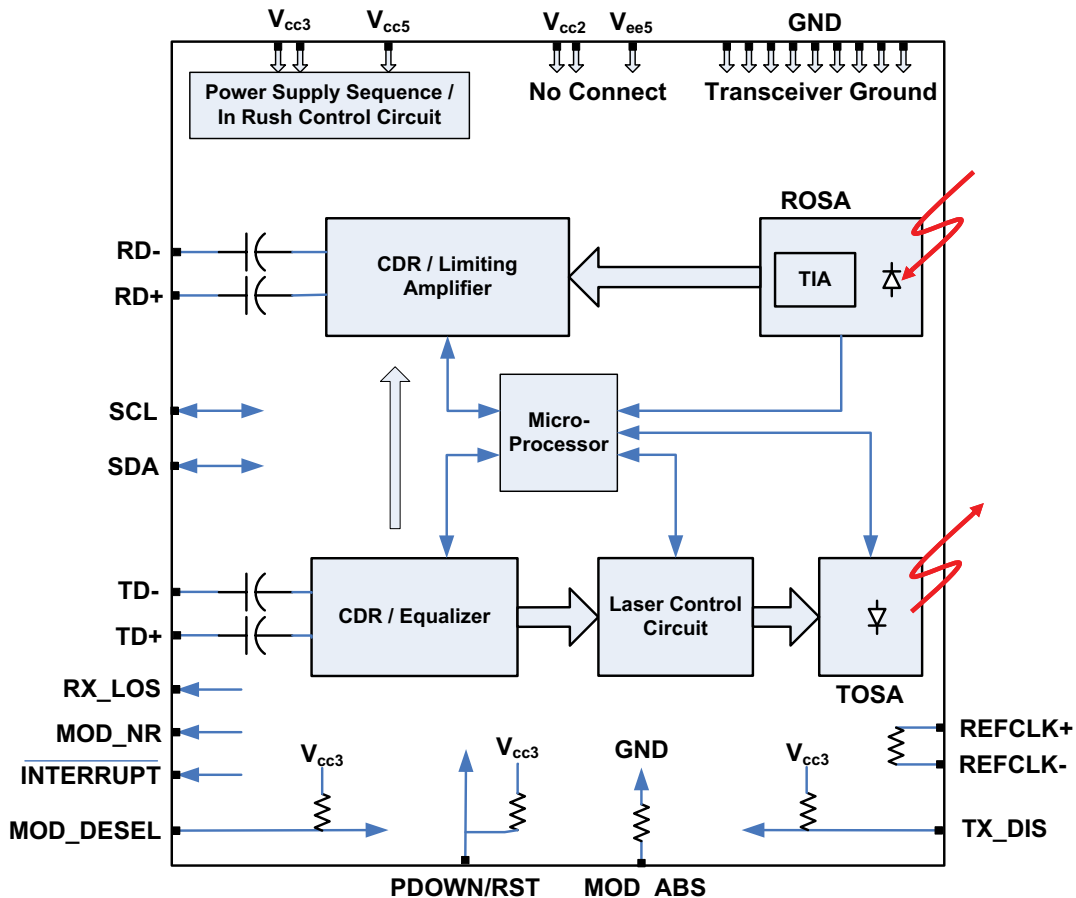 Vcc3
Vcc5
Vcc2
Vee5
GND
Power Supply Sequence /
In Rush Control Circuit
No Connect
Transceiver Ground
ROSA
RD-
RD+
CDR / Limiting
Amplifier
TIA
SCL
SDA
Micro-
Processor
TD-
TD+
CDR / Equalizer
Laser Control
Circuit
TOSA
RX_LOS
MOD_NR
INTERRUPT
MOD_DESEL
Vcc3
Vcc3
GND
Vcc3
REFCLK+
REFCLK-
TX_DIS
PDOWN/RST
MOD_ABS